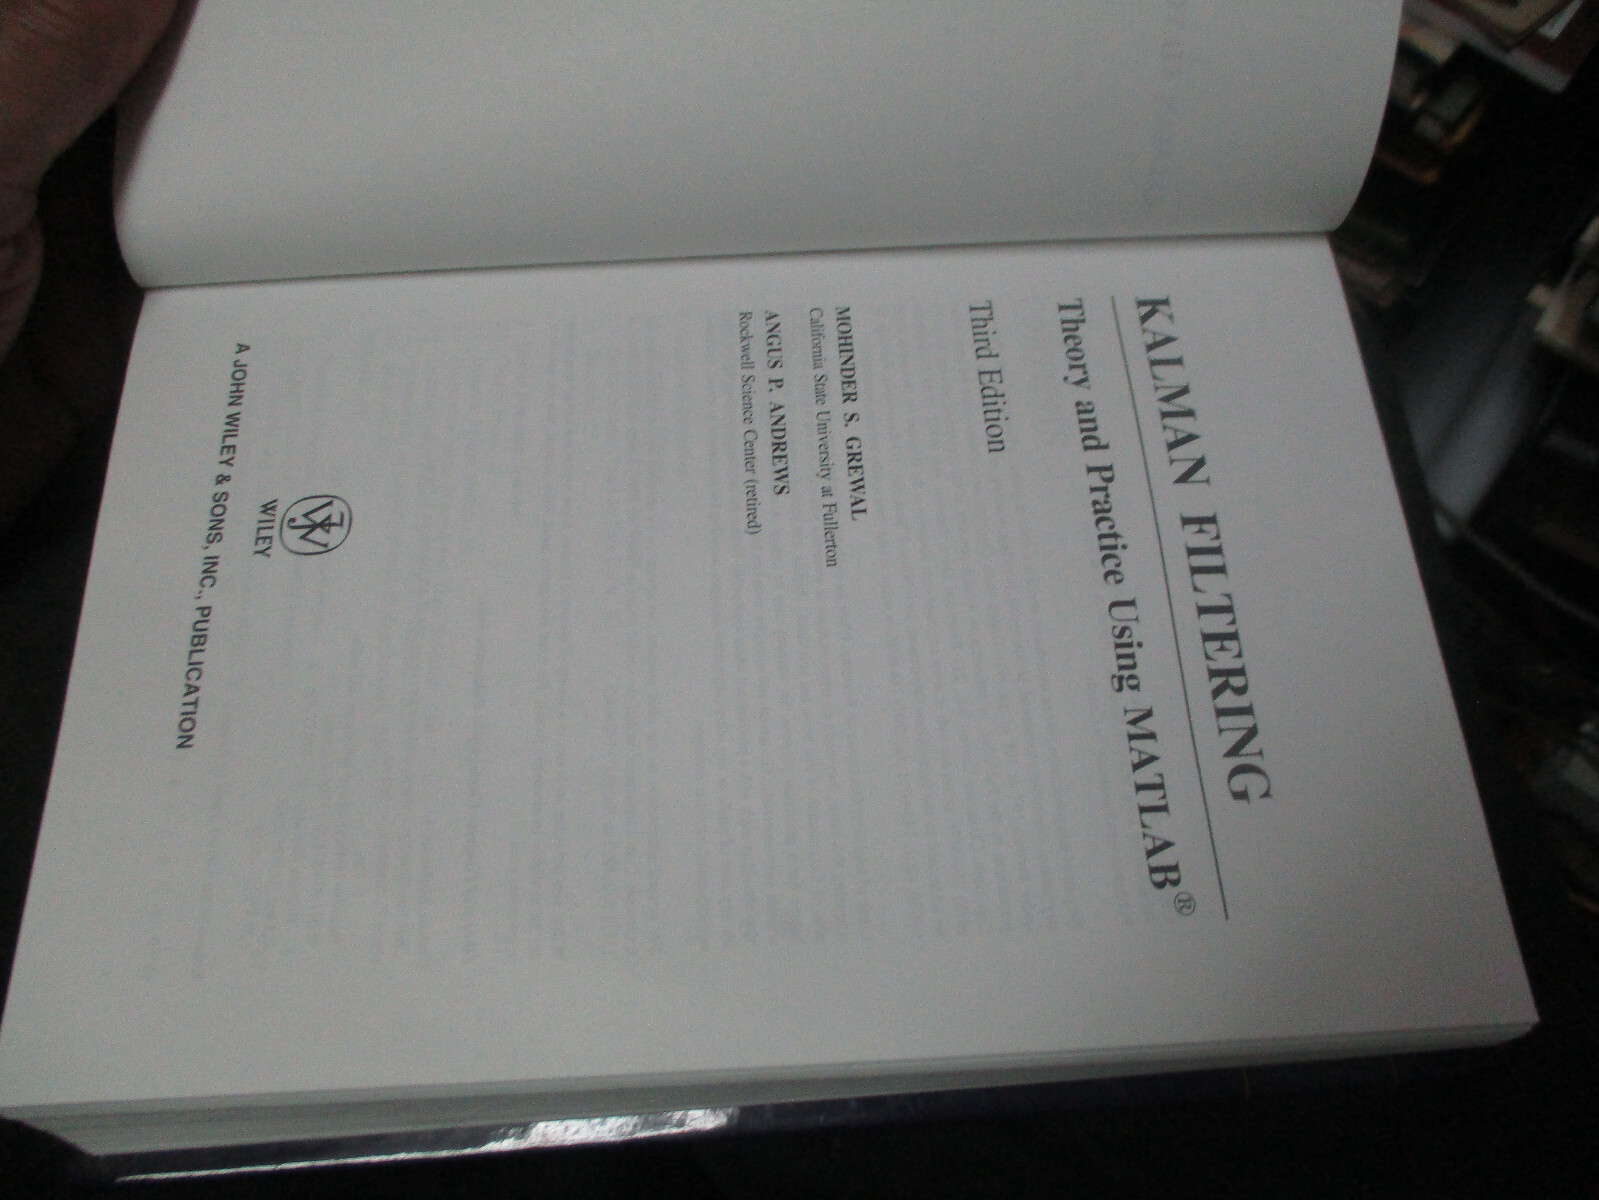 KALMAN FILTERING
Theory and Practice Using MATLAB®
Third Edition
MOHINDER S. GREWAL
California State University at Fullerton
ANGUS P. ANDREWS
Rockwell Science Center (retired)
WILEY
A JOHN WILEY & SONS, INC., PUBLICATION